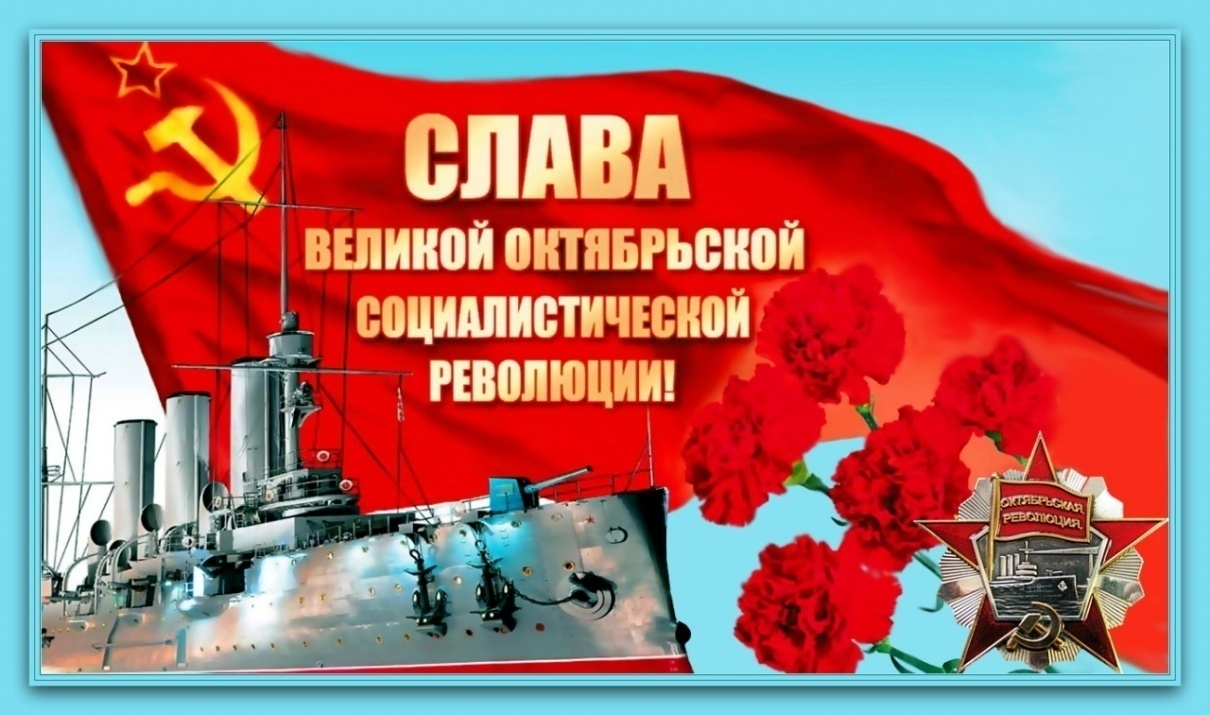 СЛАВА
ВЕЛИКОЙ ОКТЯБРЬСКОЙ
СОЦИАЛИСТИЧЕСКОЙ
РЕВОЛЮЦИИ!
ОКТЯБРЬСКАЯ
РЕВОЛЮЦИЯ